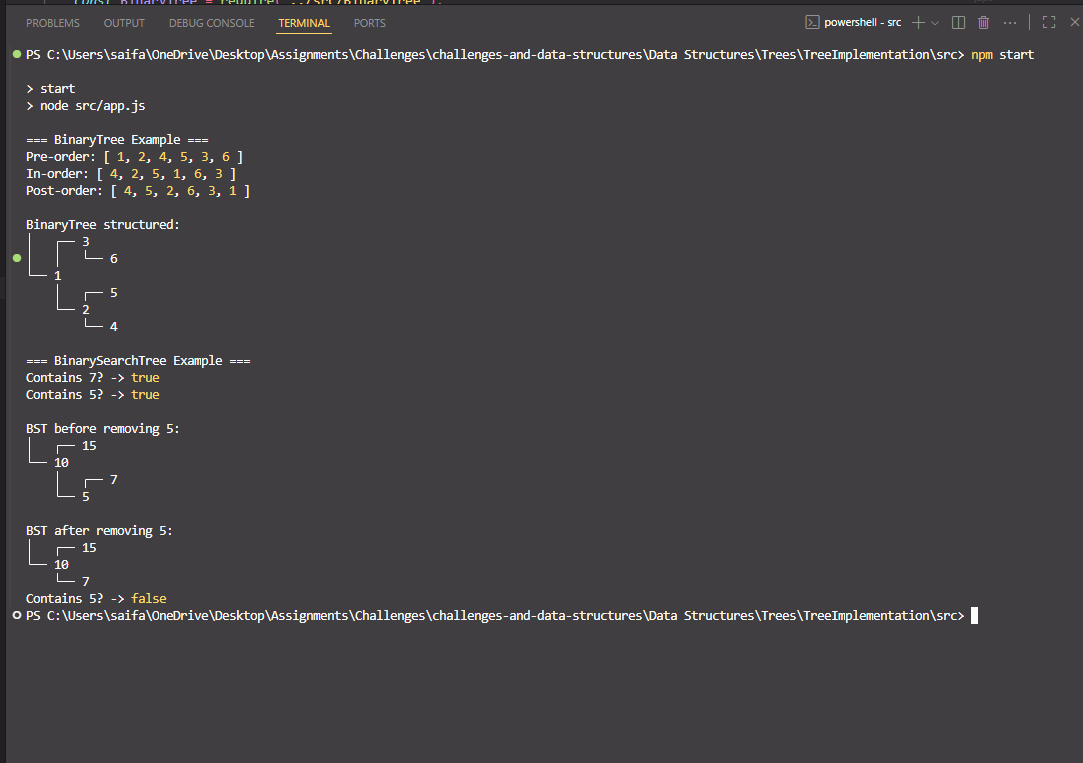 const BinaryTree = require('../src/BinaryTree');
PROBLEMS OUTPUT DEBUG CONSOLE TERMINAL PORTS powershell - src
PS C:\Users\saifa\OneDrive\Desktop\Assignments\Challenges\challenges-and-data-structures\Data Structures\Trees\TreeImplementation\src> npm start
> start
> node src/app.js
=== BinaryTree Example ===
Pre-order: [ 1, 2, 4, 5, 3, 6 ]
In-order: [ 4, 2, 5, 1, 6, 3 ]
Post-order: [ 4, 5, 2, 6, 3, 1 ]
BinaryTree structured:
│   ┌── 3
│   │   └── 6
└── 1
    │   ┌── 5
    └── 2
        └── 4
=== BinarySearchTree Example ===
Contains 7? -> true
Contains 5? -> true
BST before removing 5:
│   ┌── 15
└── 10
    │   ┌── 7
    └── 5
BST after removing 5:
│   ┌── 15
└── 10
    └── 7
Contains 5? -> false
PS C:\Users\saifa\OneDrive\Desktop\Assignments\Challenges\challenges-and-data-structures\Data Structures\Trees\TreeImplementation\src>